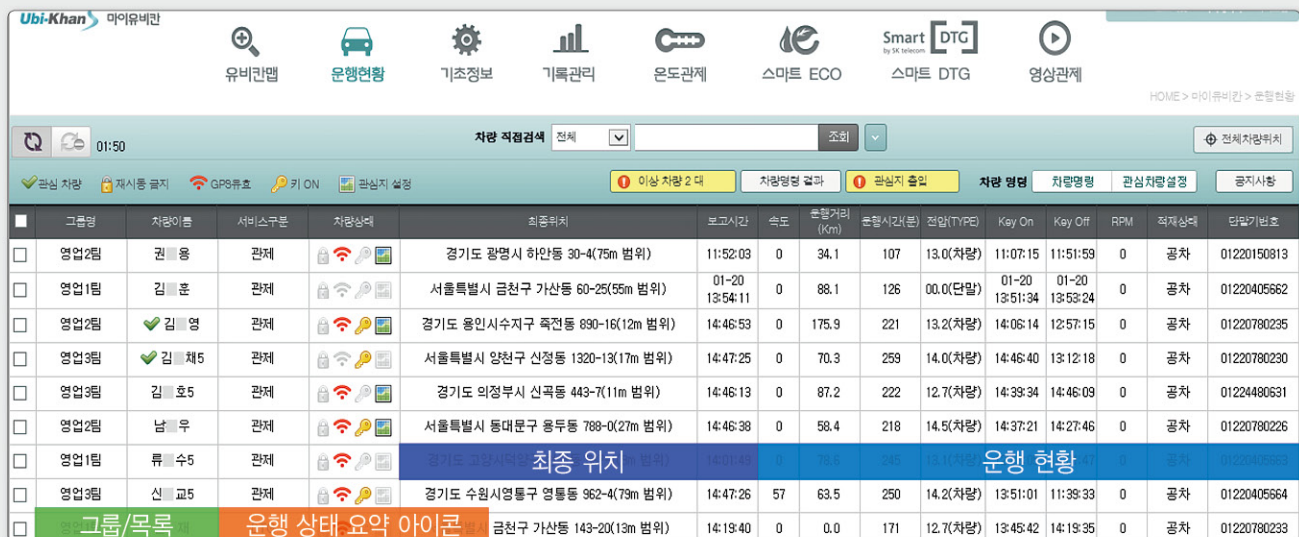 Ubi-Khan 마이유비칸
유비칸맵
운행현황
기초정보
기록관리
온도관제
스마트 ECO
Smart DTG
by SK telecom
스마트 DTG
영상관제
HOME > 마이유비칸 > 운행현황
01:50
차량 직접검색 전체 조회
전체차량위치
관심 차량 재시동 금지 GPS유효 키 ON 관심지 설정
이상 차량 2 대 차량명령 결과 관심지 출입 차량 명령 차량명령 관심차량설정 공지사항
그룹명 차량이름 서비스구분 차량상태 최종위치 보고시간 속도 운행거리(Km) 운행시간(분) 전압(TYPE) Key On Key Off RPM 적재상태 단말기번호
영업2팀 권 용 관제 경기도 광명시 하안동 30-4(75m 범위) 11:52:03 0 34.1 107 13.0(차량) 11:07:15 11:51:59 0 공차 01220150813
영업1팀 김 훈 관제 서울특별시 금천구 가산동 60-25(55m 범위) 01-20 13:54:11 0 88.1 126 00.0(단말) 01-20 13:51:34 01-20 13:53:24 0 공차 01220405662
영업2팀 김 영 관제 경기도 용인시수지구 죽전동 890-16(12m 범위) 14:46:53 0 175.9 221 13.2(차량) 14:06:14 12:57:15 0 공차 01220780235
영업3팀 김 채5 관제 서울특별시 양천구 신정동 1320-13(17m 범위) 14:47:25 0 70.3 259 14.0(차량) 14:46:40 13:12:18 0 공차 01220780230
영업3팀 김 호5 관제 경기도 의정부시 신곡동 443-7(11m 범위) 14:46:13 0 87.2 222 12.7(차량) 14:39:34 14:46:09 0 공차 01224480631
영업2팀 남 우 관제 서울특별시 동대문구 용두동 788-0(27m 범위) 14:46:38 0 58.4 218 14.5(차량) 14:37:21 14:27:46 0 공차 01220780226
영업1팀 류 수5 관제 최종 위치 운행 현황
영업3팀 신 교5 관제 경기도 수원시영통구 영통동 962-4(79m 범위) 14:47:26 57 63.5 250 14.2(차량) 13:51:01 11:39:33 0 공차 01220405664
그룹/목록 운행 상태 요약 아이콘 금천구 가산동 143-20(13m 범위) 14:19:40 0 0.0 171 12.7(차량) 13:45:42 14:19:35 0 공차 01220780233